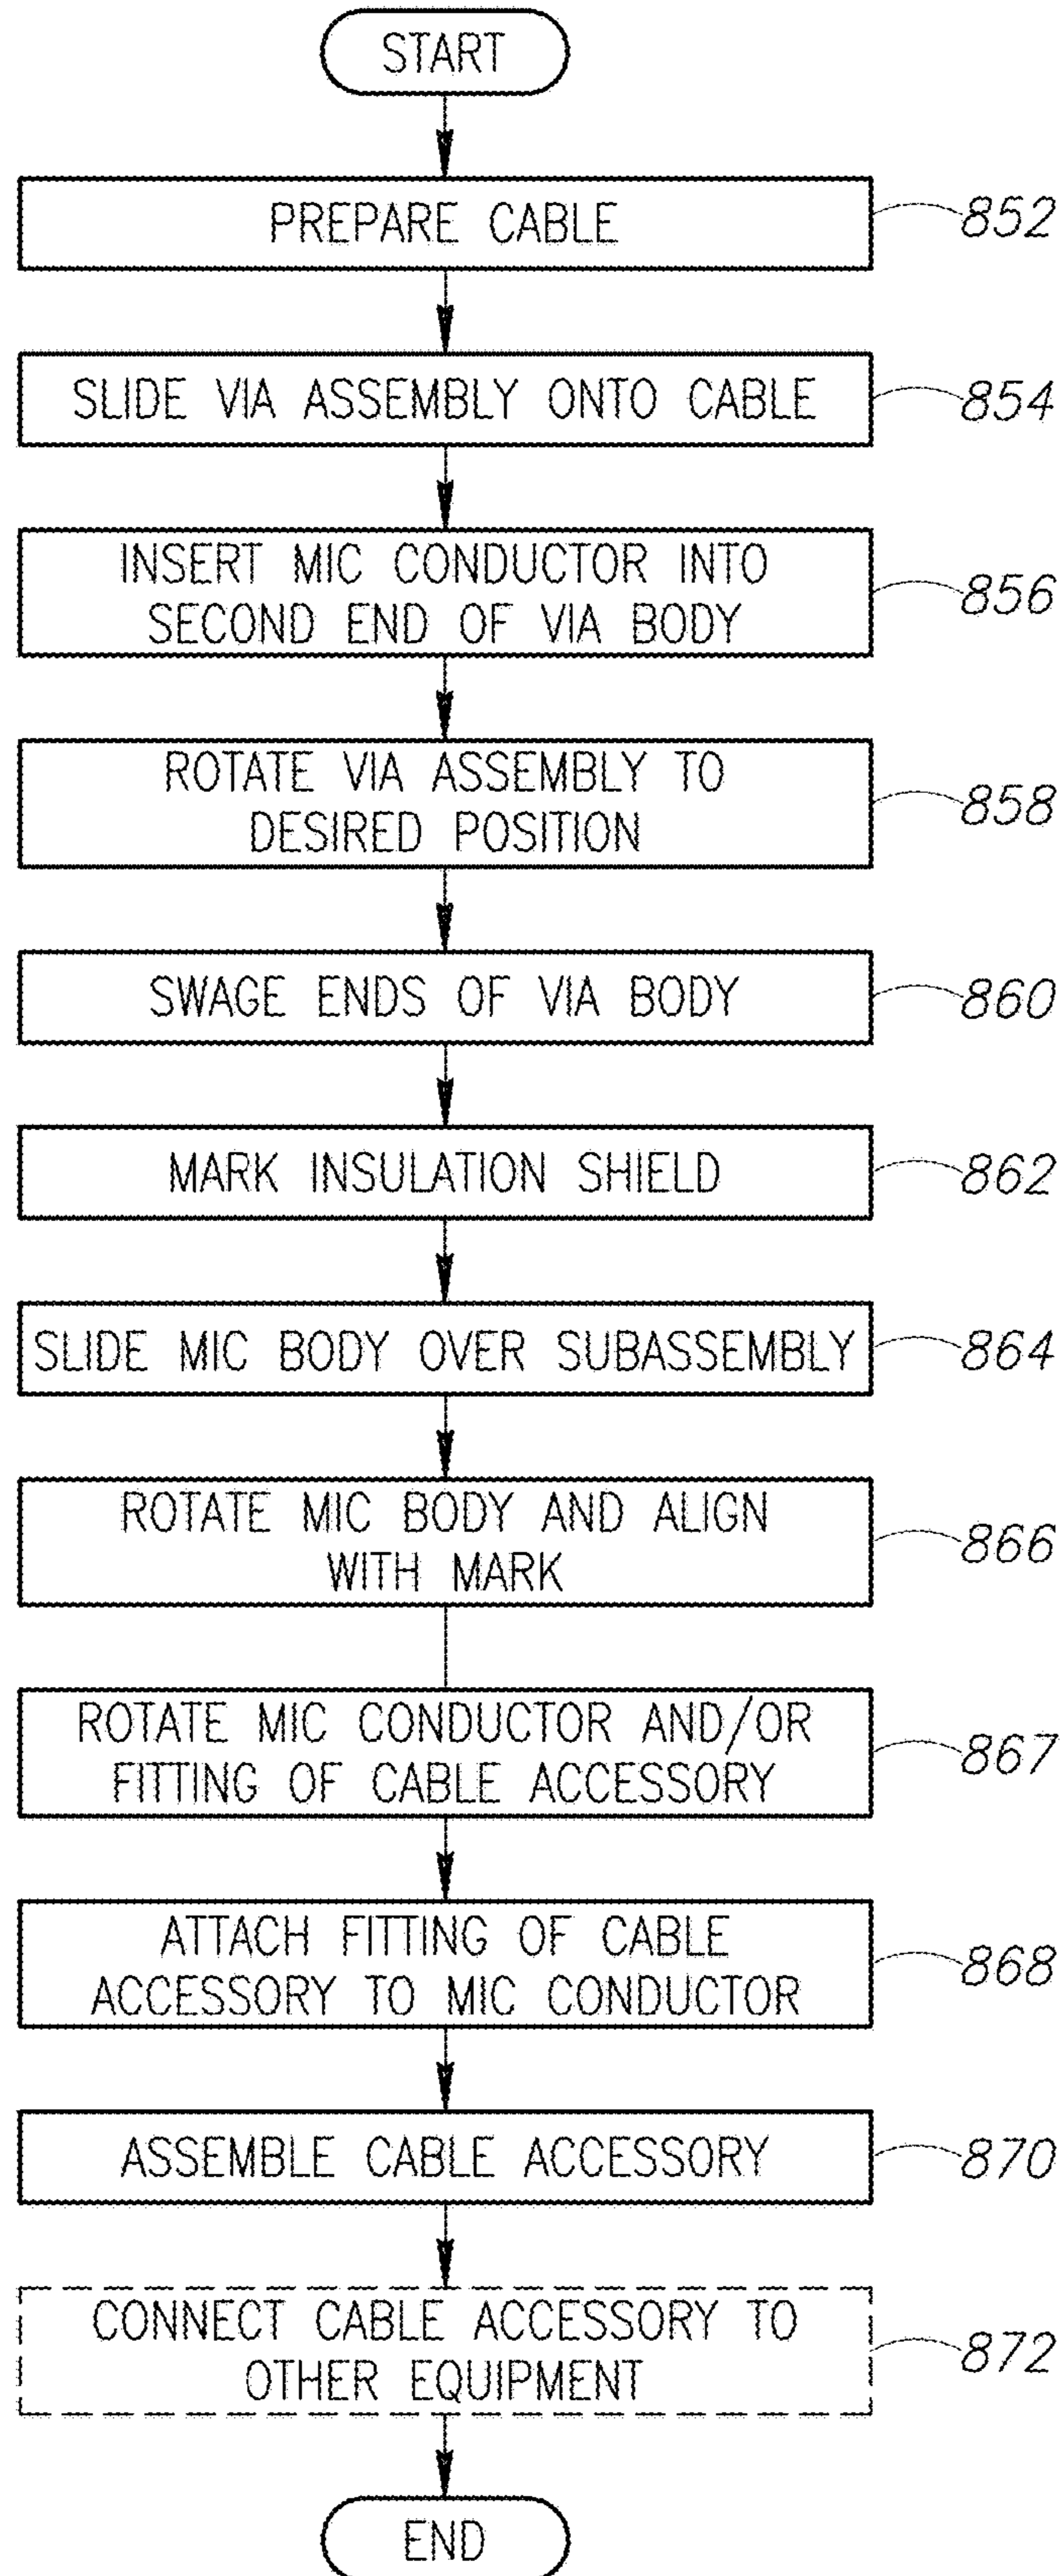 START
PREPARE CABLE
852
SLIDE VIA ASSEMBLY ONTO CABLE
854
INSERT MIC CONDUCTOR INTO
SECOND END OF VIA BODY
856
ROTATE VIA ASSEMBLY TO
DESIRED POSITION
858
SWAGE ENDS OF VIA BODY
860
MARK INSULATION SHIELD
862
SLIDE MIC BODY OVER SUBASSEMBLY
864
ROTATE MIC BODY AND ALIGN
WITH MARK
866
ROTATE MIC CONDUCTOR AND/OR
FITTING OF CABLE ACCESSORY
867
ATTACH FITTING OF CABLE
ACCESSORY TO MIC CONDUCTOR
868
ASSEMBLE CABLE ACCESSORY
870
CONNECT CABLE ACCESSORY TO
OTHER EQUIPMENT
872
END